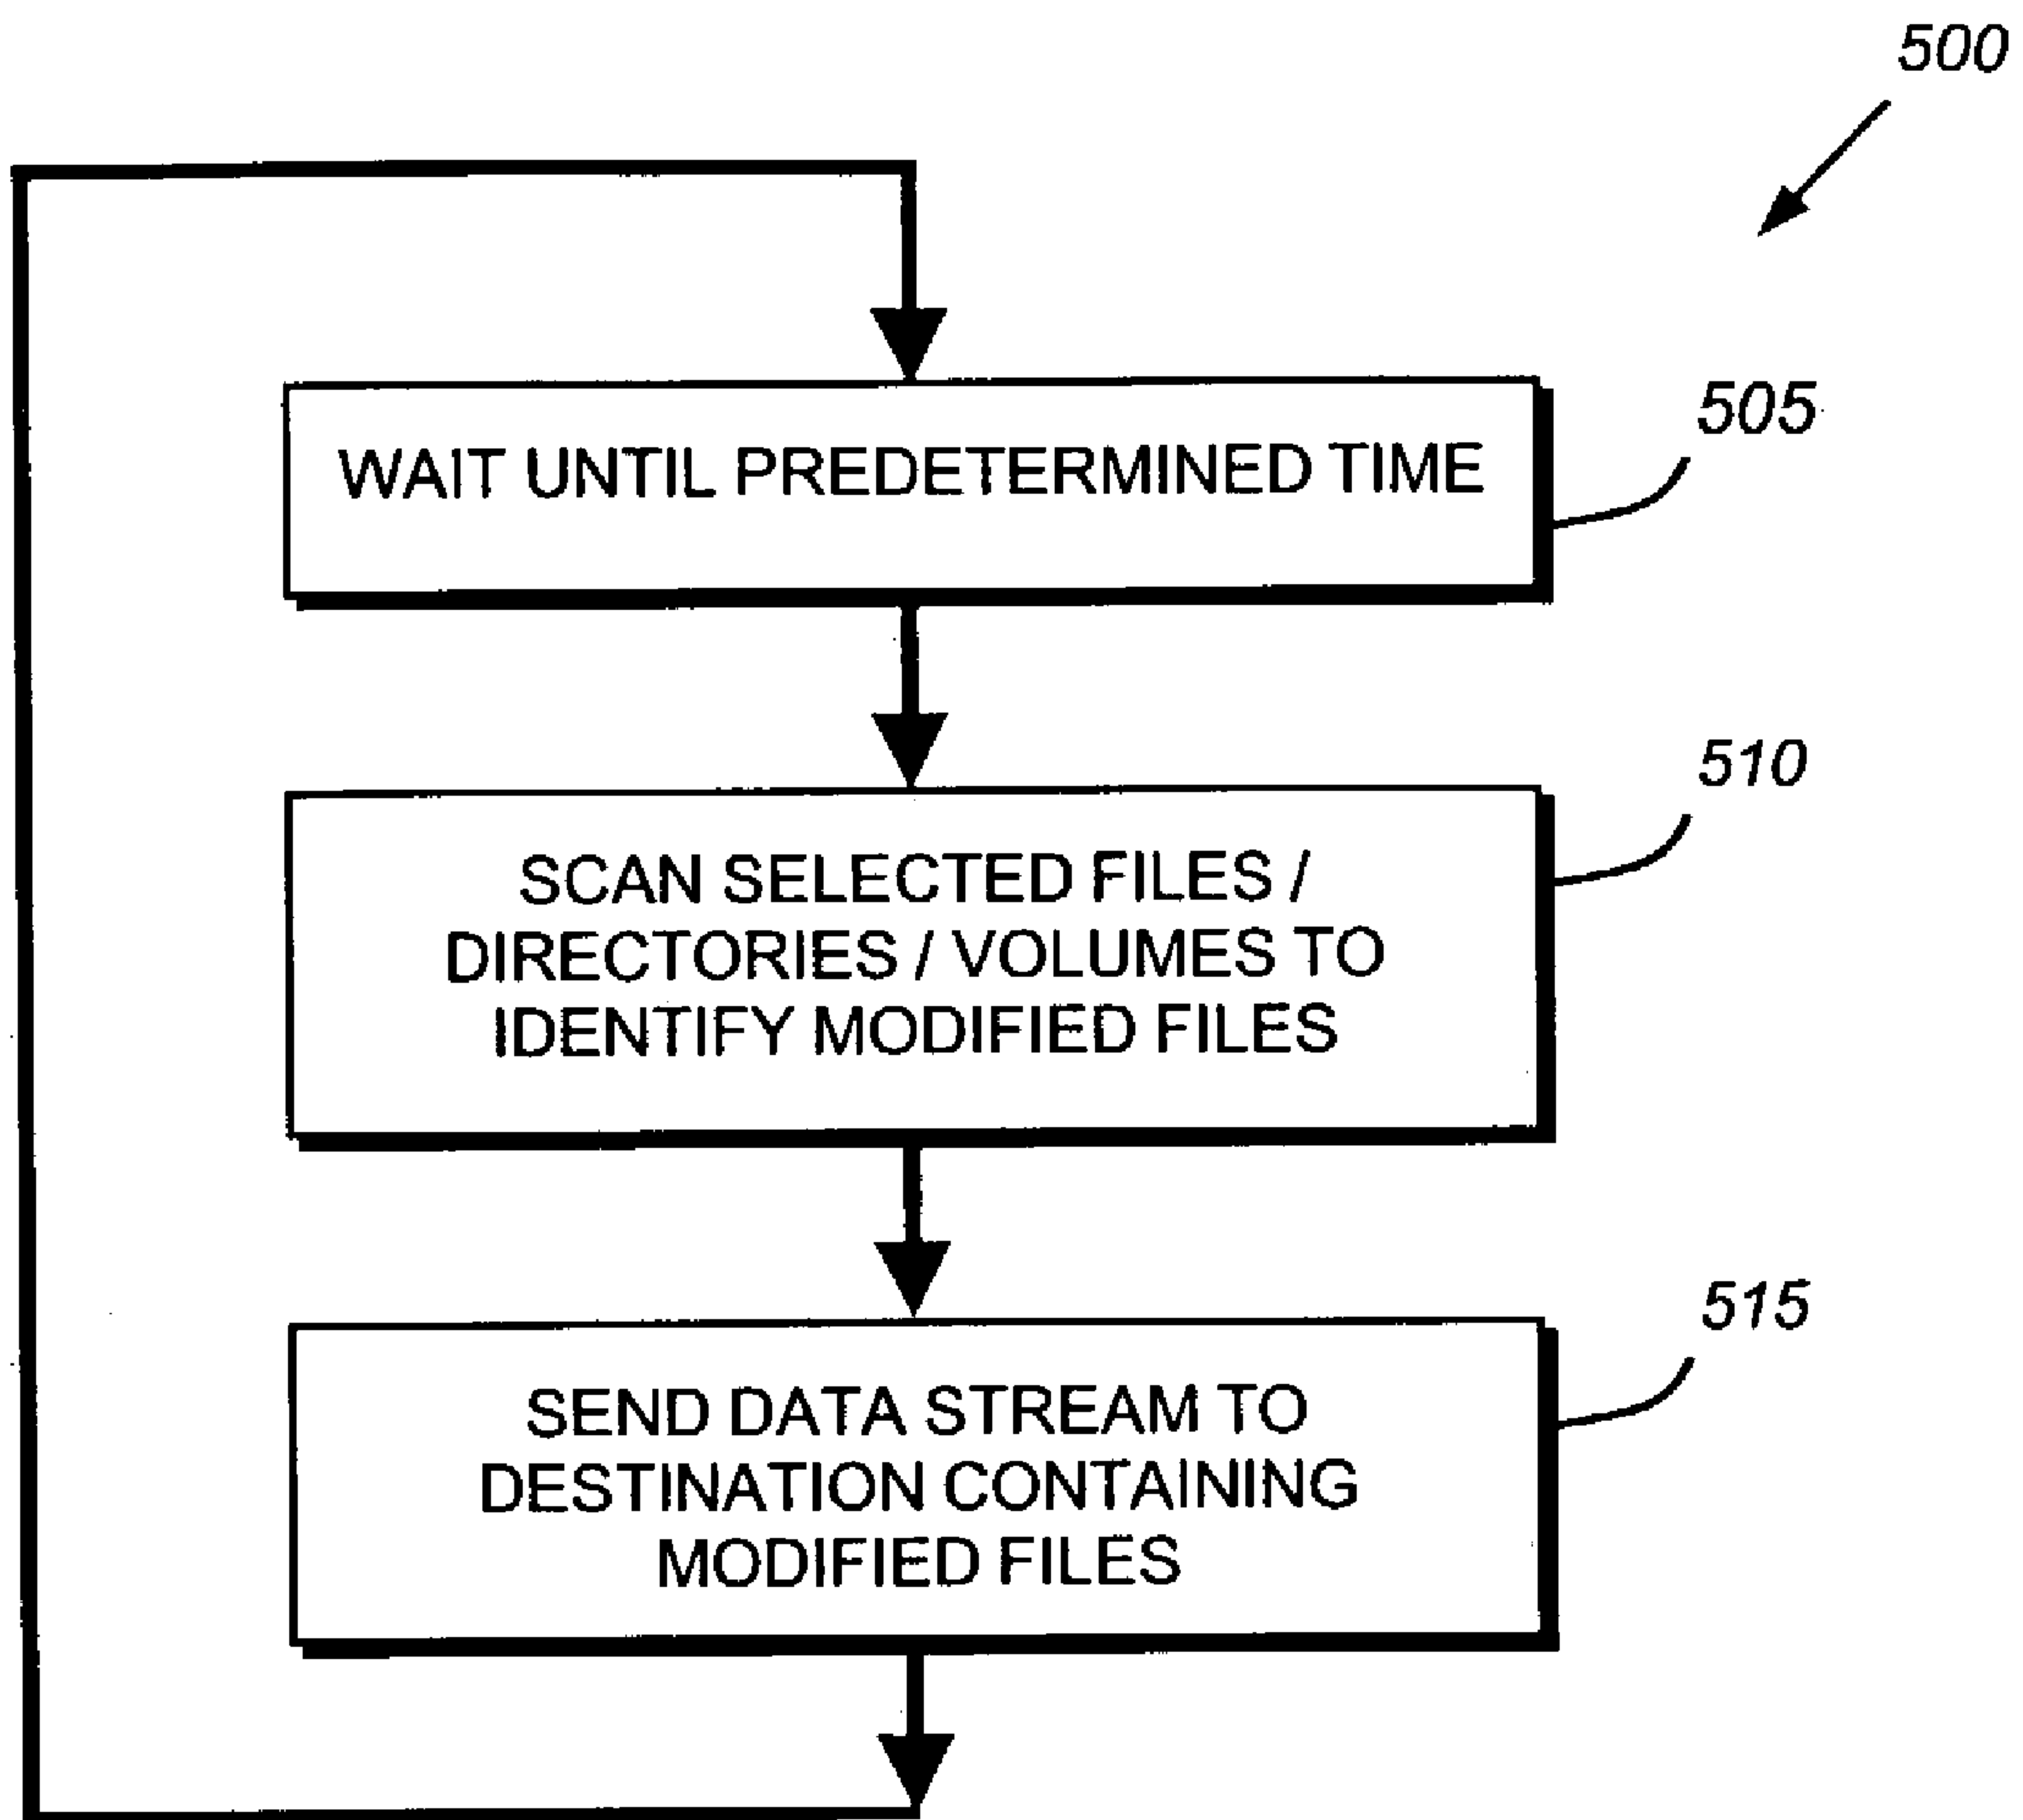 500
WAIT UNTIL PREDETERMINED TIME
505
SCAN SELECTED FILES /
DIRECTORIES / VOLUMES TO
IDENTIFY MODIFIED FILES
510
SEND DATA STREAM TO
DESTINATION CONTAINING
MODIFIED FILES
515